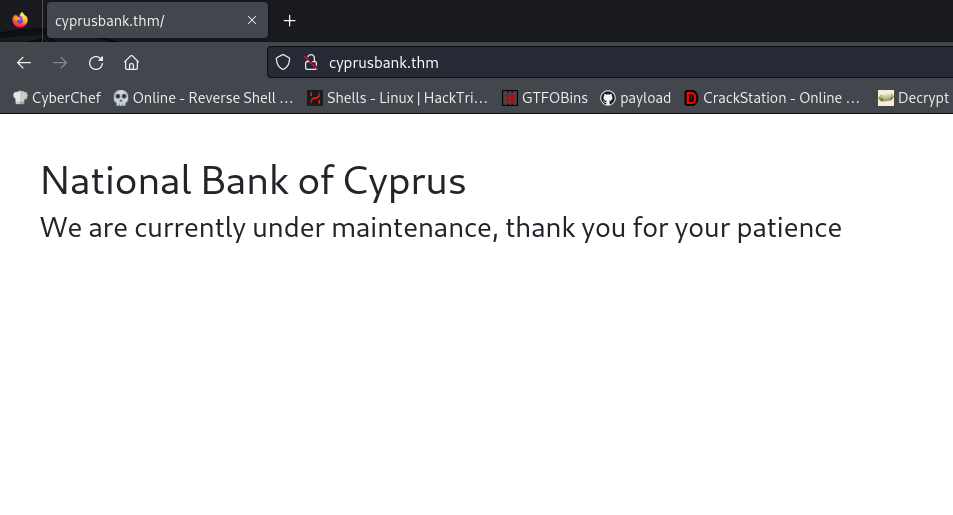 cyprusbank.thm/
cyprusbank.thm
CyberChef Online - Reverse Shell ... Shells - Linux | HackTri... GTFOBins payload CrackStation - Online ... Decrypt
National Bank of Cyprus
We are currently under maintenance, thank you for your patience